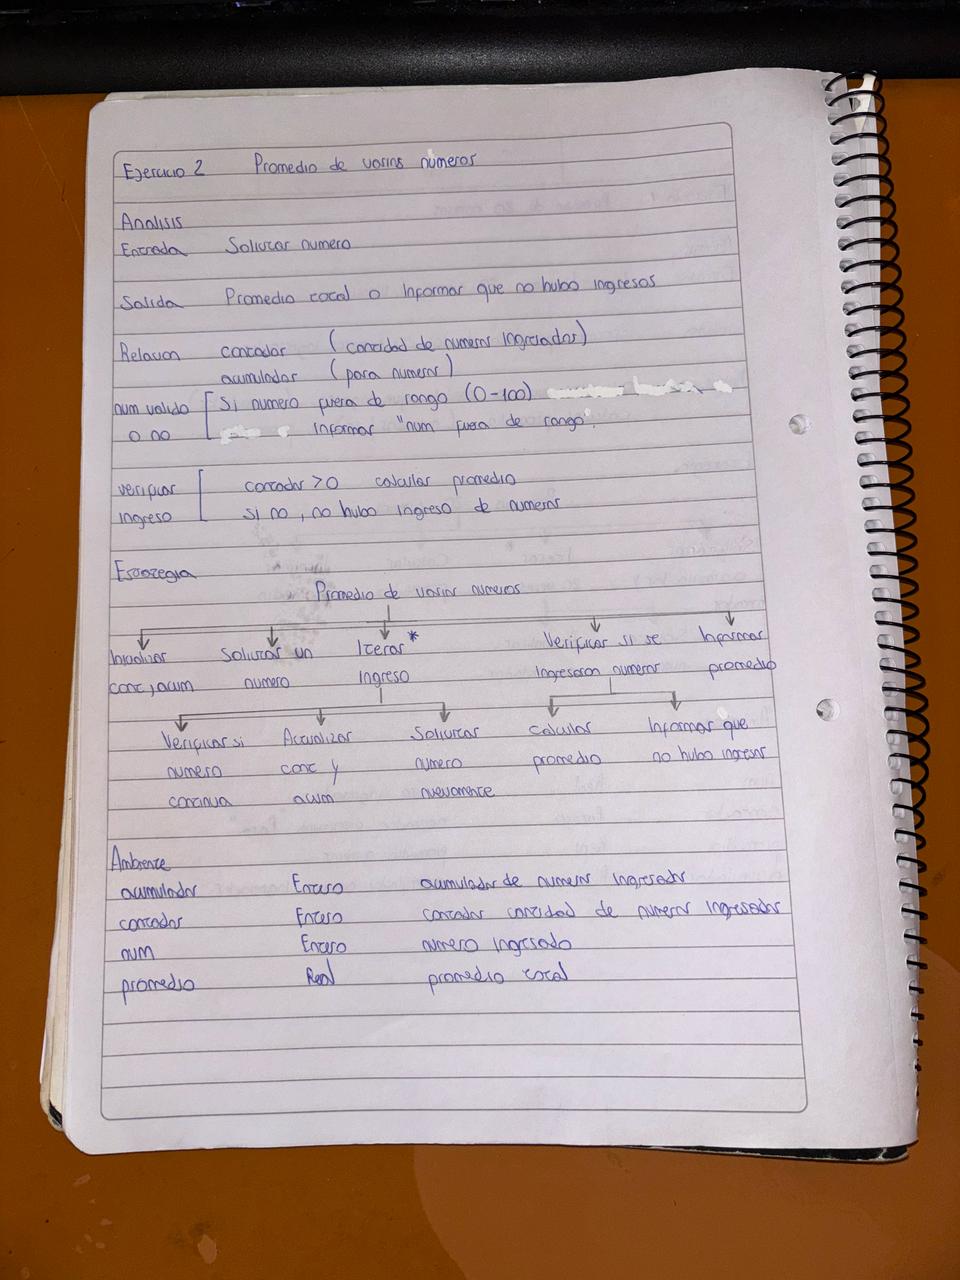 Ejercicio 2 Promedio de varios numeros
Analisis
Entrada Solicitar numero
Salida Promedio total o Informar que no hubo ingresos
Relacion contador (cantidad de numeros ingresados)
acumulador (para numeros)
num valido Si numero fuera de rango (0-100)
o no Informar "num fuera de rango".
verificar contador > 0 calcular promedio
ingreso si no, no hubo ingreso de numeros
Estrategia
Promedio de varios numeros
Inicializar Solicitar un Iterar * Verificar si se Informar
cont, acum numero ingreso ingresaron numeros promedio
Verificar si Actualizar Solicitar calcular Informar que
numero cont y numero promedio no hubo ingresos
continua acum nuevamente
Ambiente
acumulador Entero acumulador de numeros ingresados
contador Entero contador cantidad de numeros ingresados
num Entero numero ingresado
promedio Real promedio total